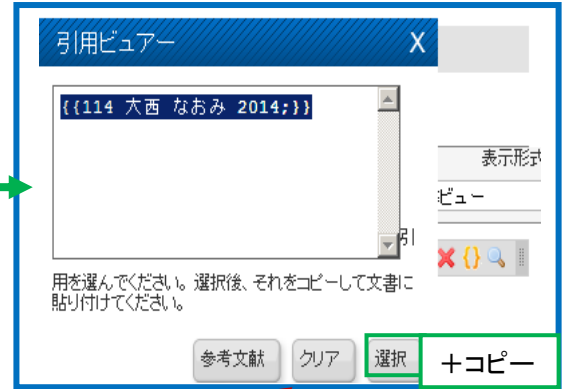 引用ビュアー X
{{114 大西 なおみ 2014;}}
表示形式
ビュー
引
用を選んでください。選択後、それをコピーして文書に
貼り付けてください。
参考文献 クリア 選択 +コピー